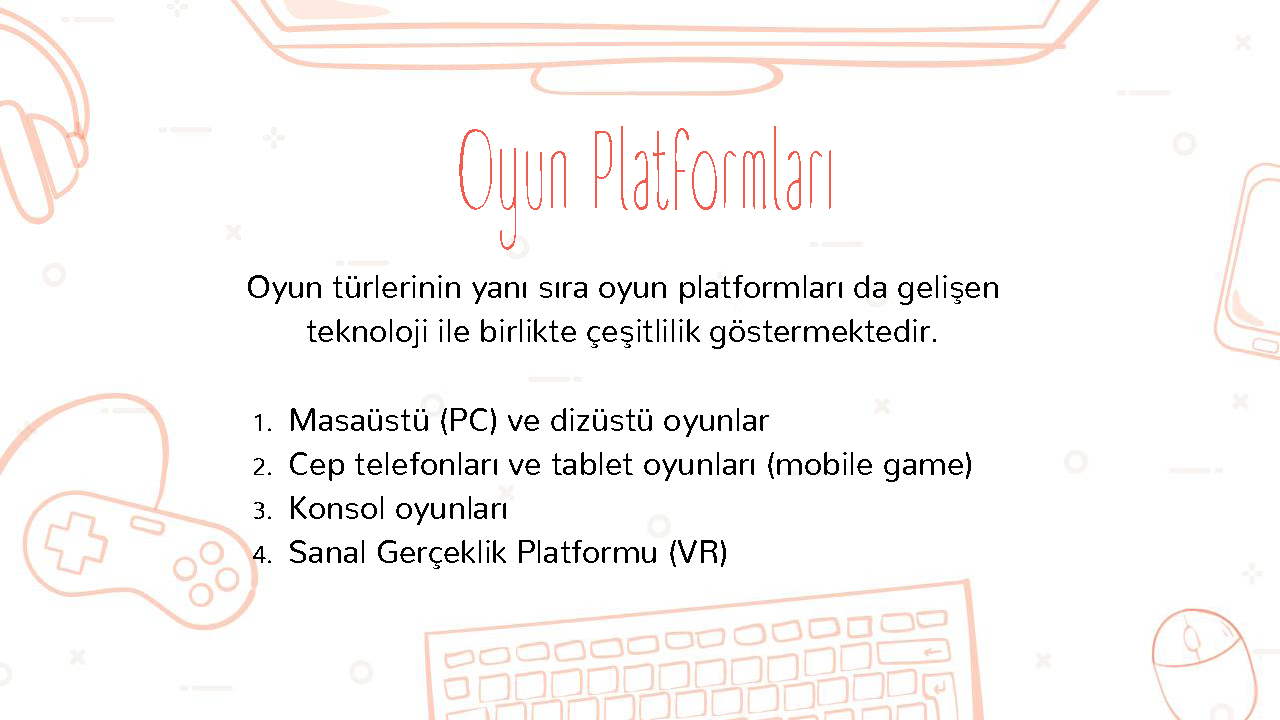 Oyun Platformları
Oyun türlerinin yanı sıra oyun platformları da gelişen
teknoloji ile birlikte çeşitlilik göstermektedir.
1. Masaüstü (PC) ve dizüstü oyunlar
2. Cep telefonları ve tablet oyunları (mobile game)
3. Konsol oyunları
4. Sanal Gerçeklik Platformu (VR)